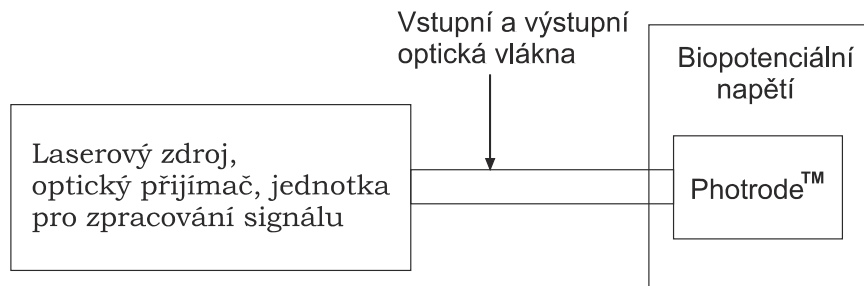 Vstupní a výstupní
optická vlákna
Biopotenciální
napětí
Laserový zdroj,
optický přijímač, jednotka
pro zpracování signálu
Photrode™